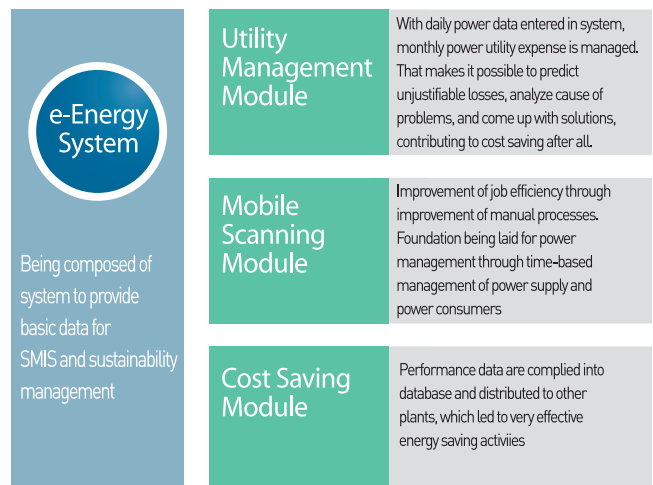 e-Energy
System
Being composed of
system to provide
basic data for
SMIS and sustainability
management
Utility
Management
Module
With daily power data entered in system,
monthly power utility expense is managed.
That makes it possible to predict
unjustifiable losses, analyze cause of
problems, and come up with solutions,
contributing to cost saving after all.
Mobile
Scanning
Module
Improvement of job efficiency through
improvement of manual processes.
Foundation being laid for power
management through time-based
management of power supply and
power consumers
Cost Saving
Module
Performance data are complied into
database and distributed to other
plants, which led to very effective
energy saving activiies